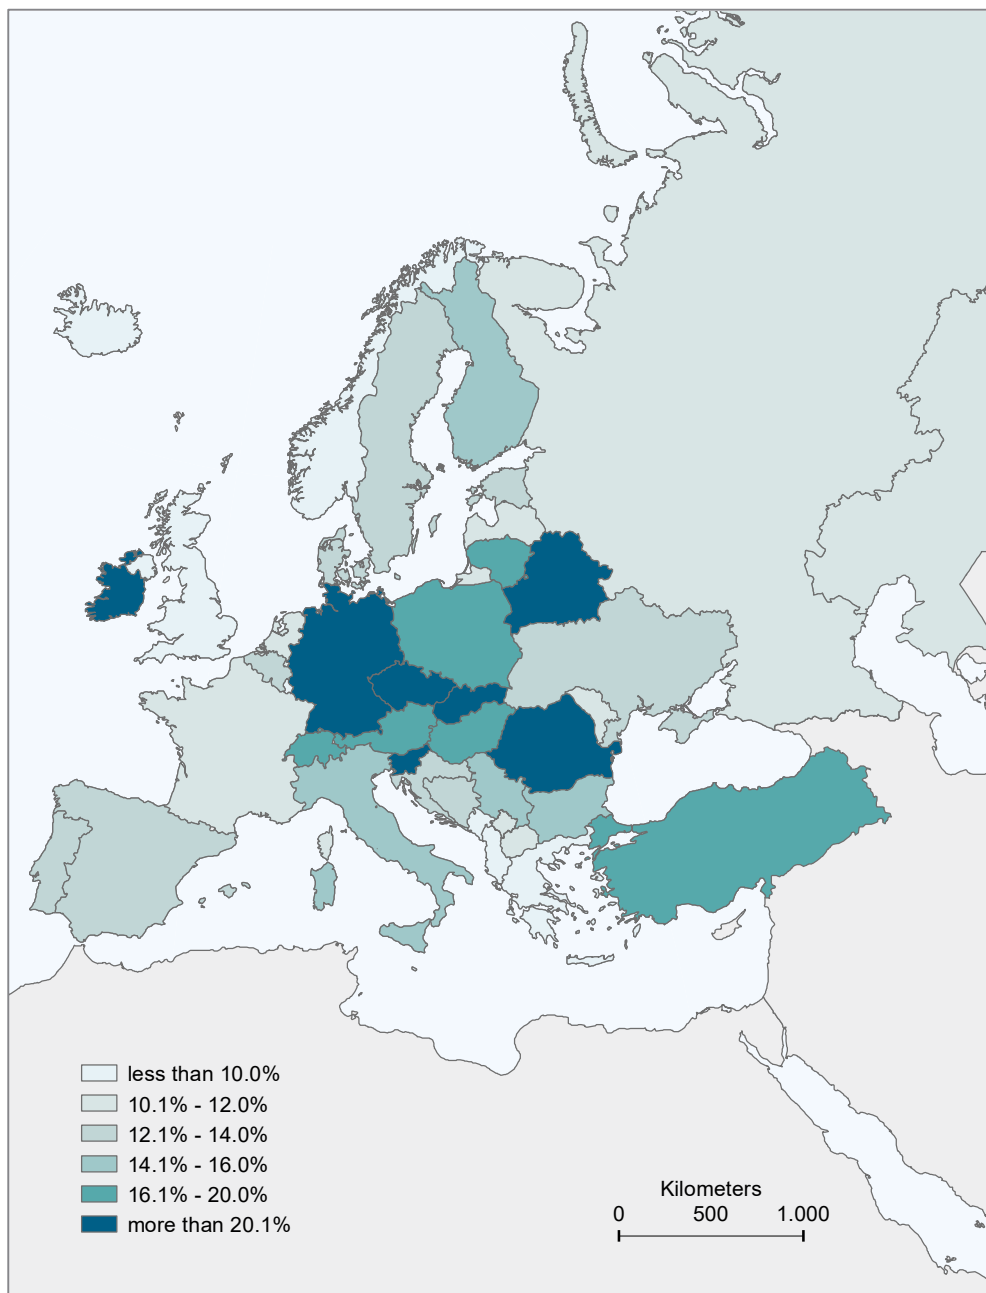 less than 10.0%
10.1% - 12.0%
12.1% - 14.0%
14.1% - 16.0%
16.1% - 20.0%
more than 20.1%
Kilometers
0 500 1.000